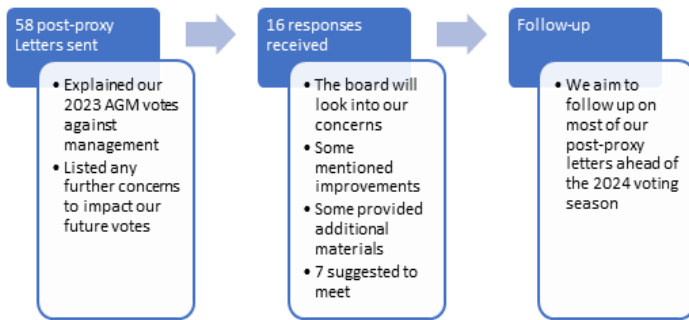 58 post-proxy
Letters sent
• Explained our
2023 AGM votes
against
management
• Listed any
further concerns
to impact our
future votes
16 responses
received
• The board will
look into our
concerns
• Some
mentioned
improvements
• Some provided
additional
materials
• 7 suggested to
meet
Follow-up
• We aim to
follow up on
most of our
post-proxy
letters ahead of
the 2024 voting
season